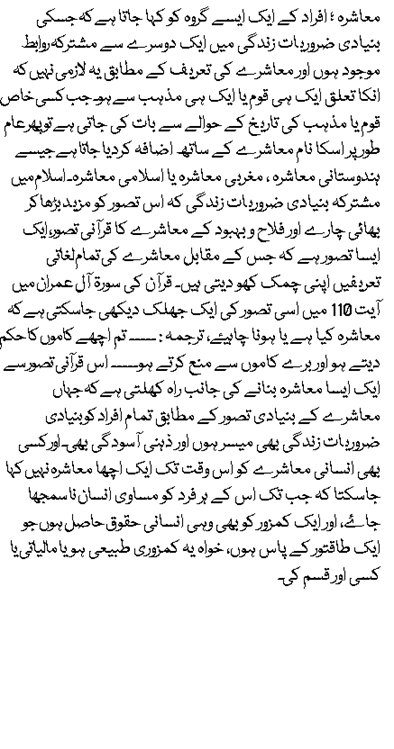 معاشرہ ؛ افراد کے ایک ایسے گروہ کو کہا جاتا ہے کہ جسکی
بنیادی ضروریات زندگی میں ایک دوسرے سے مشترکہ روابط
موجود ہوں اور معاشرے کی تعریف کے مطابق یہ لازمی نہیں کہ
انکا تعلق ایک ہی قوم یا ایک ہی مذہب سے ہو۔ جب کسی خاص
قوم یا مذہب کی تاریخ کے حوالے سے بات کی جاتی ہے تو پھر عام
طور پر اسکا نام معاشرے کے ساتھ اضافہ کردیا جاتا ہے جیسے
ہندوستانی معاشرہ ، مغربی معاشرہ یا اسلامی معاشرہ۔ اسلام میں
مشترکہ بنیادی ضروریات زندگی کہ اس تصور کو مزید بڑھا کر
بھائی چارے اور فلاح و بہبود کے معاشرے کا قرآنی تصور، ایک
ایسا تصور ہے کہ جس کے مقابل معاشرے کی تمام لغاتی
تعریفیں اپنی چمک کھو دیتی ہیں۔ قرآن کی سورۃ آل عمران میں
آیت 110 میں اسی تصور کی ایک جھلک دیکھی جاسکتی ہے کہ
معاشرہ کیا ہے یا ہونا چاہیئے، ترجمہ : ۔۔۔۔۔ تم اچھے کاموں کا حکم
دیتے ہو اور برے کاموں سے منع کرتے ہو۔۔۔۔۔ اس قرآنی تصور سے
ایک ایسا معاشرہ بنانے کی جانب راہ کھلتی ہے کہ جہاں
معاشرے کے بنیادی تصور کے مطابق تمام افراد کو بنیادی
ضروریات زندگی بھی میسر ہوں اور ذہنی آسودگی بھی۔ اور کسی
بھی انسانی معاشرے کو اس وقت تک ایک اچھا معاشرہ نہیں کہا
جاسکتا کہ جب تک اس کے ہر فرد کو مساوی انسان نا سمجھا
جاۓ، اور ایک کمزور کو بھی وہی انسانی حقوق حاصل ہوں جو
ایک طاقتور کے پاس ہوں، خواہ یہ کمزوری طبیعی ہو یا مالیاتی یا
کسی اور قسم کی۔